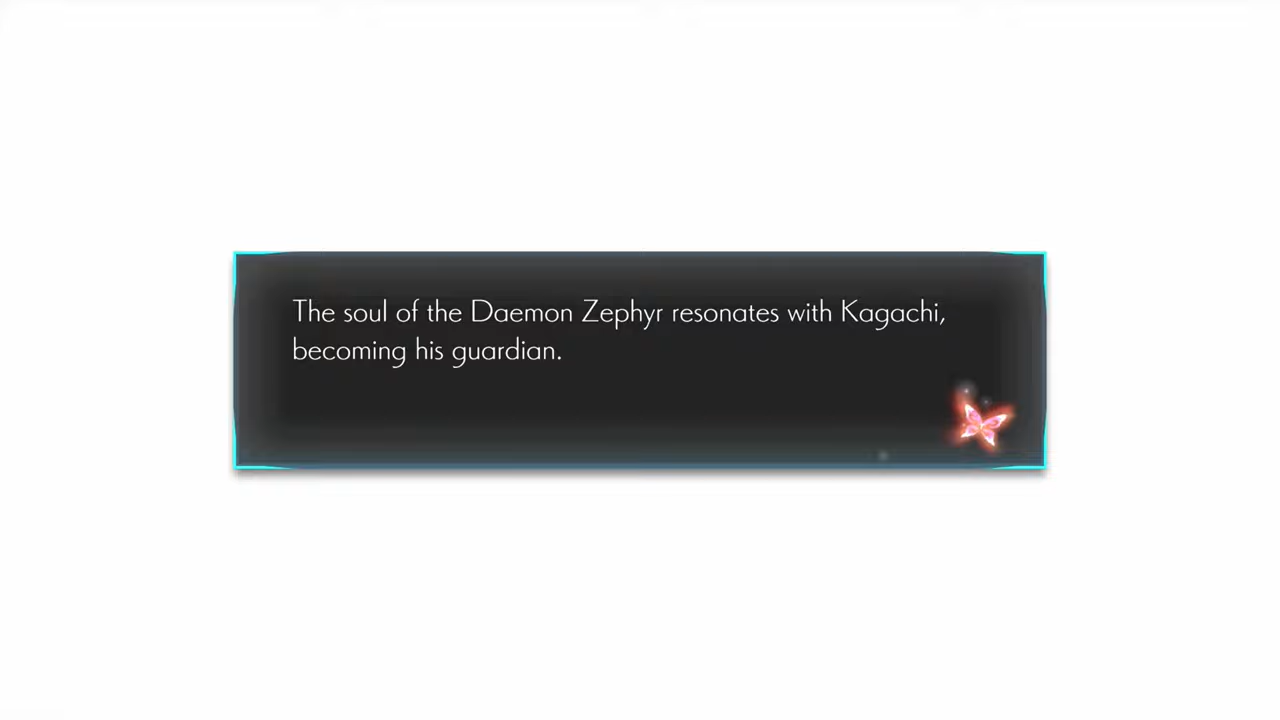 The soul of the Daemon Zephyr resonates with Kagachi,
becoming his guardian.